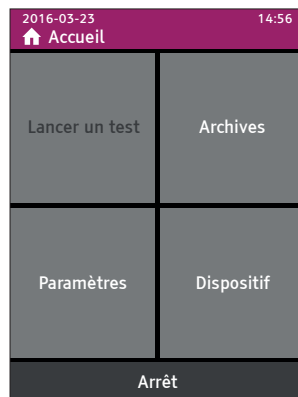 2016-03-23 14:56
Accueil
Lancer un test Archives
Paramètres Dispositif
Arrêt